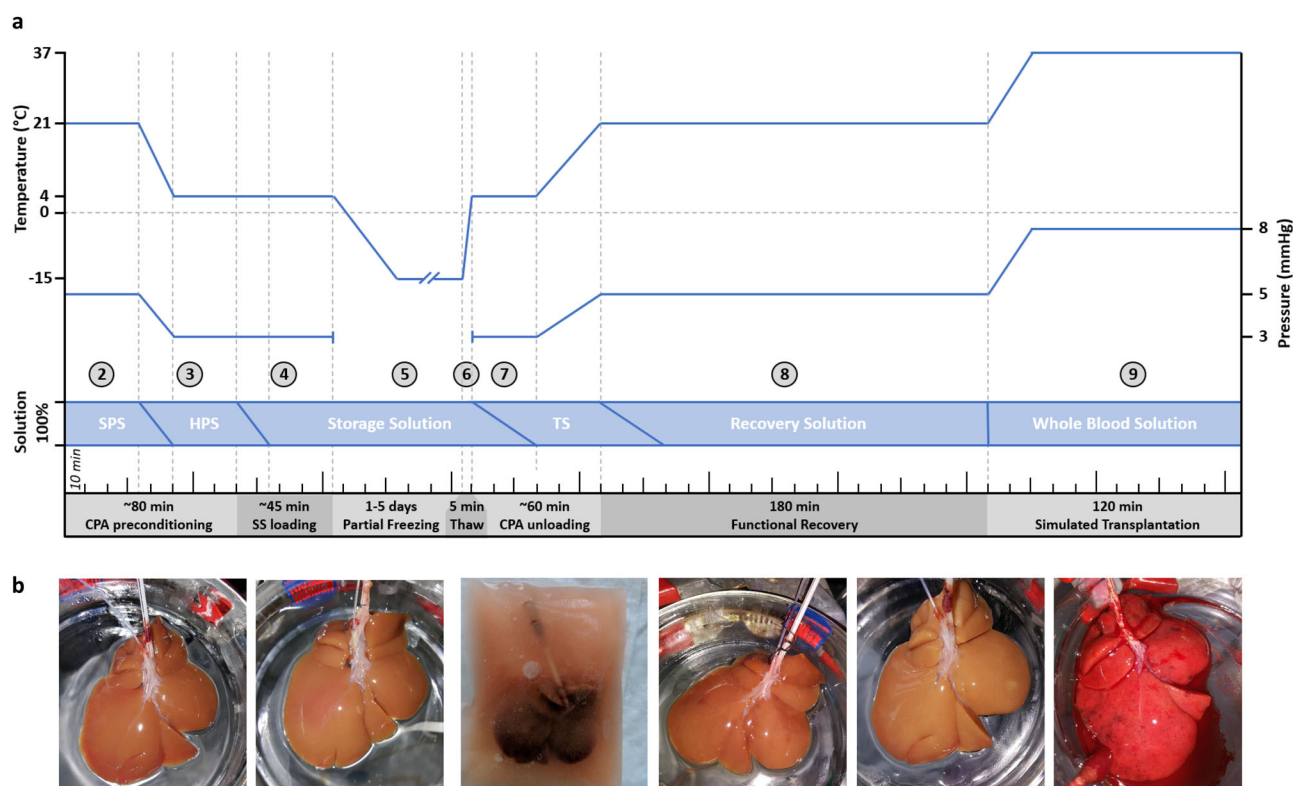 a
37
21
4
0
-15
Temperature (°C)
8
5
3
Pressure (mmHg)
2 3 4 5 6 7 8 9
Solution
100%
SPS HPS Storage Solution TS Recovery Solution Whole Blood Solution
10 min
~80 min ~45 min 1-5 days 5 min ~60 min 180 min 120 min
CPA preconditioning SS loading Partial Freezing Thaw CPA unloading Functional Recovery Simulated Transplantation
b